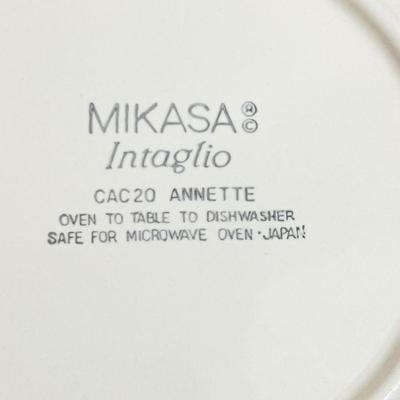 MIKASA ® ©
Intaglio
CAC20 ANNETTE
OVEN TO TABLE TO DISHWASHER
SAFE FOR MICROWAVE OVEN · JAPAN